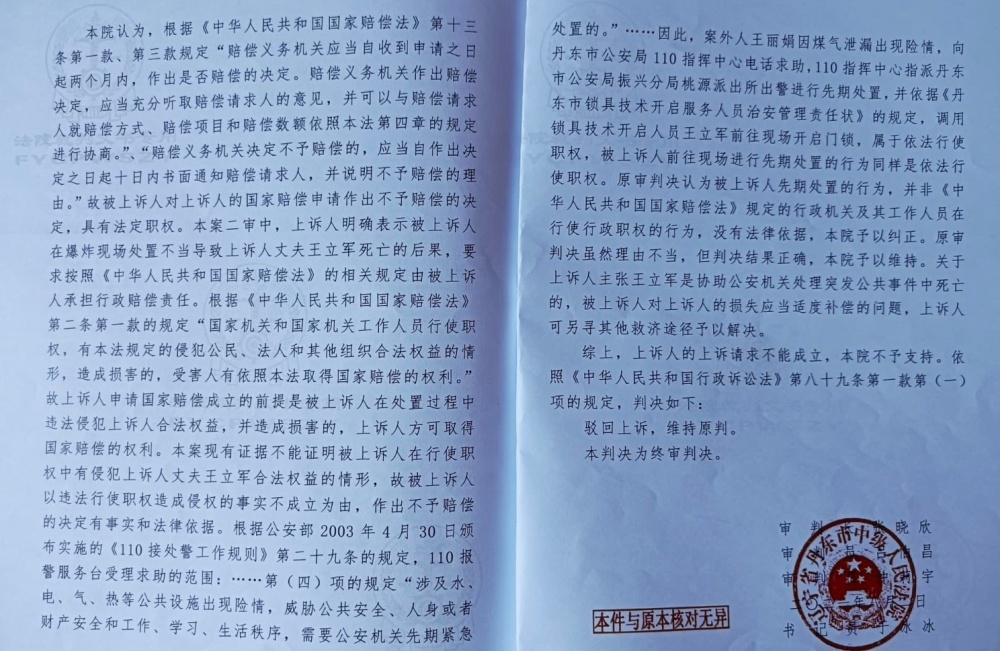 本院认为，根据《中华人民共和国国家赔偿法》第十三
条第一款、第三款规定“赔偿义务机关应当自收到申请之日
起两个月内，作出是否赔偿的决定。赔偿义务机关作出赔偿
决定，应当充分听取赔偿请求人的意见，并可以与赔偿请求
人就赔偿方式、赔偿项目和赔偿数额依照本法第四章的规定
进行协商。”、“赔偿义务机关决定不予赔偿的，应当自作出决
定之日起十日内书面通知赔偿请求人，并说明不予赔偿的理
由。”故被上诉人对上诉人的国家赔偿申请作出不予赔偿的决
定，具有法定职权。本案二审中，上诉人明确表示被上诉人
在爆炸现场处置不当导致上诉人丈夫王立军死亡的后果，要
求按照《中华人民共和国国家赔偿法》的相关规定由被上诉
人承担行政赔偿责任。根据《中华人民共和国国家赔偿法》
第二条第一款的规定“国家机关和国家机关工作人员行使职
权，有本法规定的侵犯公民、法人和其他组织合法权益的情
形，造成损害的，受害人有依照本法取得国家赔偿的权利。”
故上诉人申请国家赔偿成立的前提是被上诉人在处置过程中
违法侵犯上诉人合法权益，并造成损害的，上诉人方可取得
国家赔偿的权利。本案现有证据不能证明被上诉人在行使职
权中有侵犯上诉人丈夫王立军合法权益的情形，故被上诉人
以违法行使职权造成侵权的事实不成立为由，作出不予赔偿
的决定有事实和法律依据。根据公安部 2003 年 4 月 30 日颁
布实施的《110 接处警工作规则》第二十九条的规定，110 报
警服务台受理求助的范围：……第（四）项的规定“涉及水、
电、气、热等公共设施出现险情，威胁公共安全、人身或者
财产安全和工作、学习、生活秩序，需要公安机关先期紧急
处置的。”……因此，案外人王丽娟因煤气泄漏出现险情，向
丹东市公安局 110 指挥中心电话求助，110 指挥中心指派丹东
市公安局振兴分局桃源派出所出警进行先期处置，并依据《丹
东市锁具技术开启服务人员治安管理责任状》的规定，调用
锁具技术开启人员王立军前往现场开启门锁，属于依法行使
职权，被上诉人前往现场进行先期处置的行为同样是依法行
使职权。原审判决认为被上诉人先期处置的行为，并非《中
华人民共和国国家赔偿法》规定的行政机关及其工作人员在
行使行政职权的行为，没有法律依据，本院予以纠正。原审
判决虽然理由不当，但判决结果正确，本院予以维持。关于
上诉人主张王立军是协助公安机关处理突发公共事件中死亡
的，被上诉人对上诉人的损失应当适度补偿的问题，上诉人
可另寻其他救济途径予以解决。
综上，上诉人的上诉请求不能成立，本院不予支持。依
照《中华人民共和国行政诉讼法》第八十九条第一款第（一）
项的规定，判决如下：
驳回上诉，维持原判。
本判决为终审判决。
审 判 长 张 晓 欣
审 员 昌
审 判 宇
二 年 月 日
书 记 员 冰
本件与原本核对无异
省丹东市中级人民法院